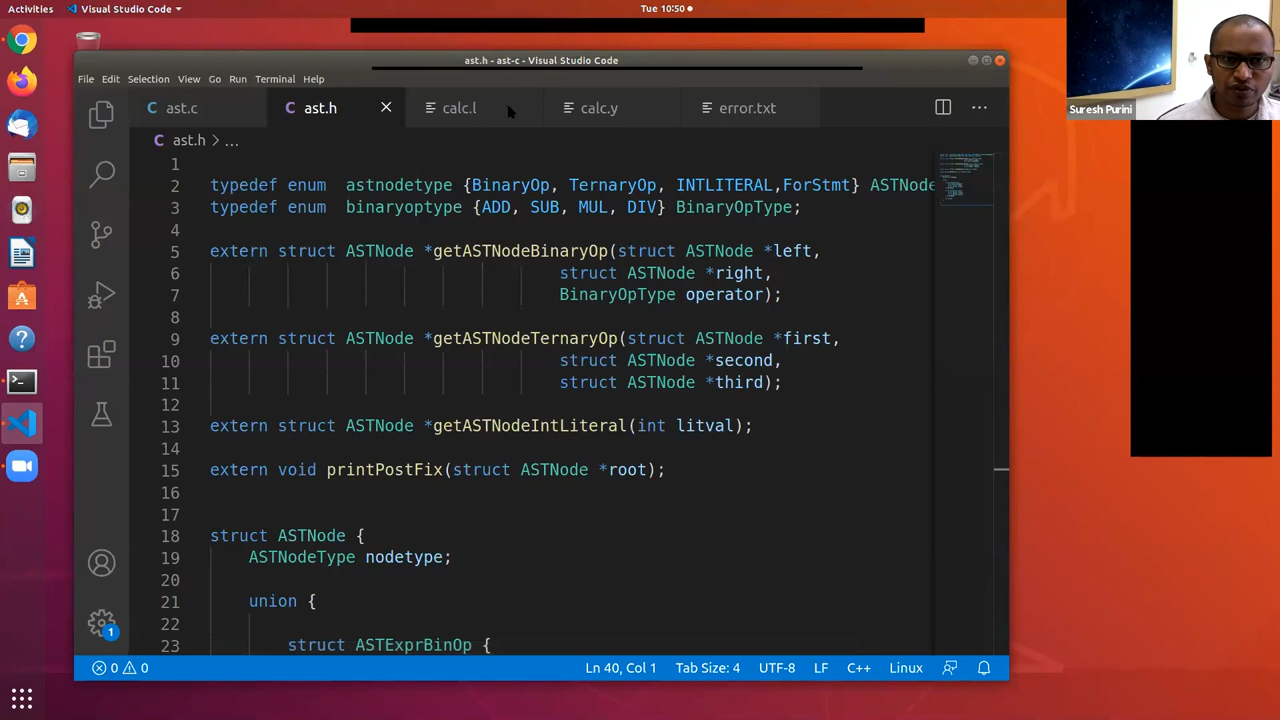 Activities
Visual Studio Code
Tue 10:50
ast.h - ast-c - Visual Studio Code
File Edit Selection View Go Run Terminal Help
ast.c ast.h calc.l calc.y error.txt
ast.h > ...
1
2 typedef enum astnodetype {BinaryOp, TernaryOp, INTLITERAL,ForStmt} ASTNode
3 typedef enum binaryoptype {ADD, SUB, MUL, DIV} BinaryOpType;
4
5 extern struct ASTNode *getASTNodeBinaryOp(struct ASTNode *left,
6 struct ASTNode *right,
7 BinaryOpType operator);
8
9 extern struct ASTNode *getASTNodeTernaryOp(struct ASTNode *first,
10 struct ASTNode *second,
11 struct ASTNode *third);
12
13 extern struct ASTNode *getASTNodeIntLiteral(int litval);
14
15 extern void printPostFix(struct ASTNode *root);
16
17
18 struct ASTNode {
19 ASTNodeType nodetype;
20
21 union {
22
23 struct ASTExprBinOp {
1
0 0 Ln 40, Col 1 Tab Size: 4 UTF-8 LF C++ Linux
Suresh Purini